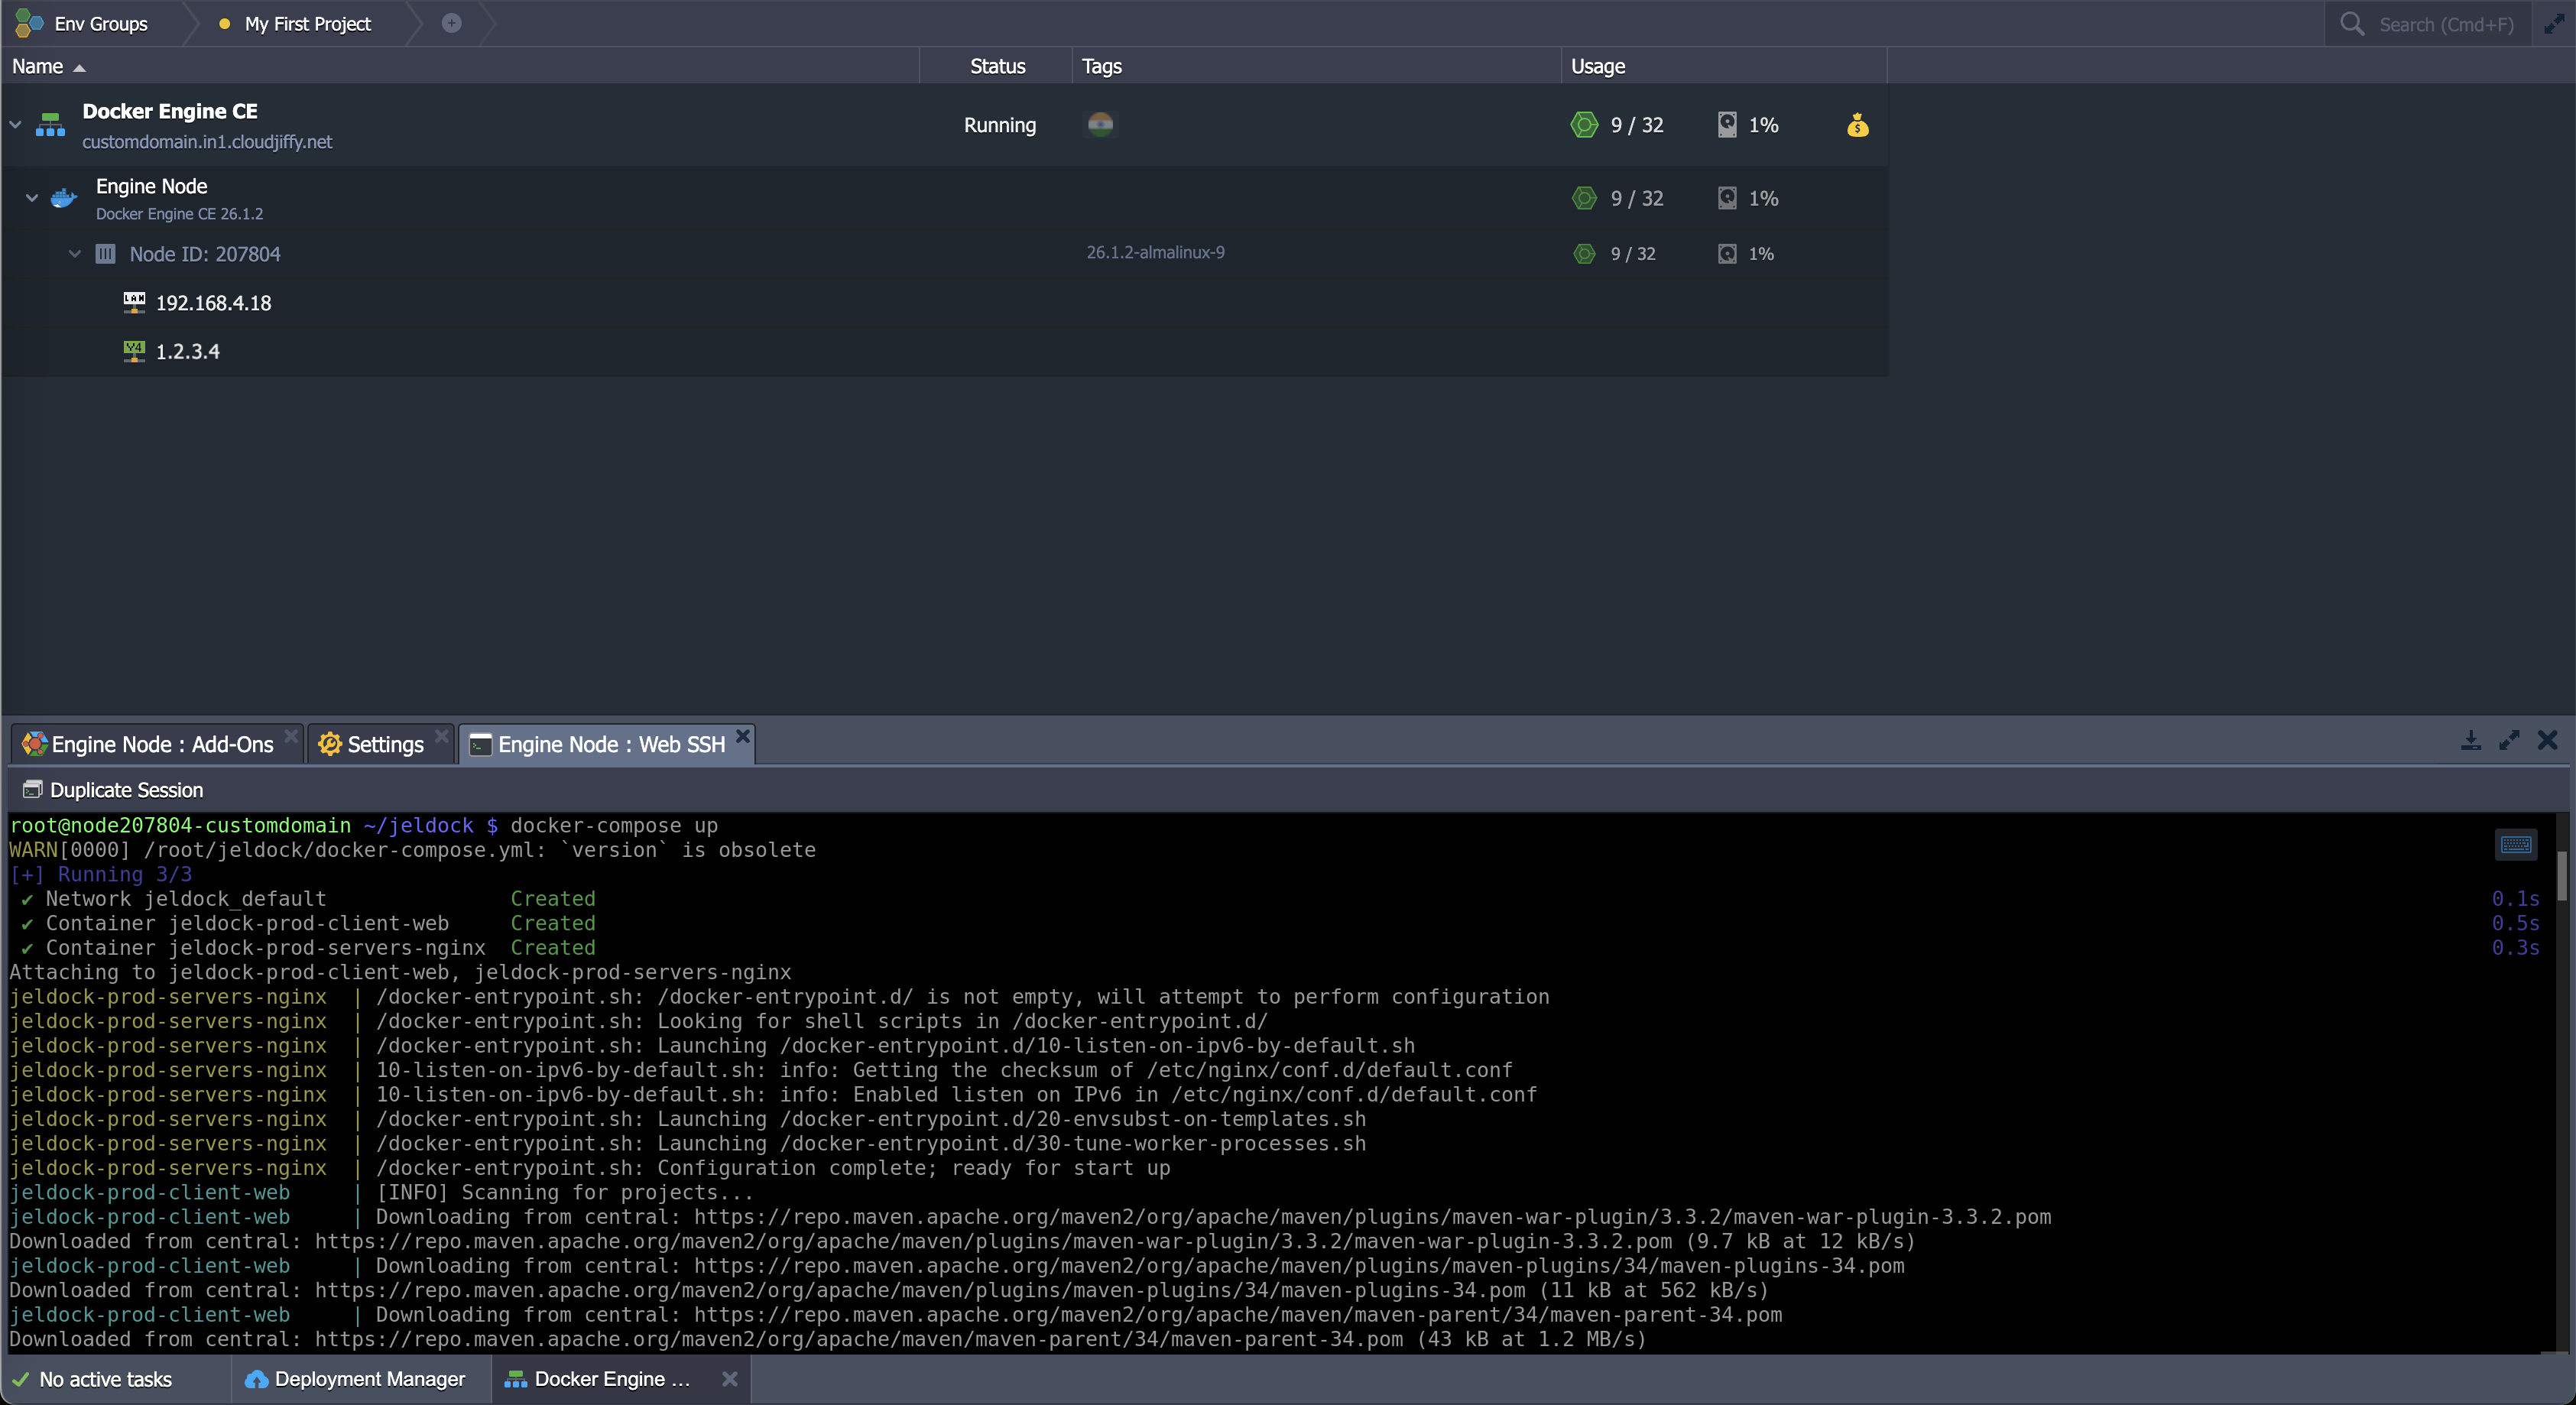 Env Groups My First Project Search (Cmd+F)
Name Status Tags Usage
Docker Engine CE
customdomain.in1.cloudjiffy.net
Running 9 / 32 1%
Engine Node
Docker Engine CE 26.1.2
9 / 32 1%
Node ID: 207804 26.1.2-almalinux-9 9 / 32 1%
LAN 192.168.4.18
V4 1.2.3.4
Engine Node : Add-Ons Settings Engine Node : Web SSH
Duplicate Session
root@node207804-customdomain ~/jeldock $ docker-compose up
WARN[0000] /root/jeldock/docker-compose.yml: `version` is obsolete
[+] Running 3/3
✔ Network jeldock_default Created 0.1s
✔ Container jeldock-prod-client-web Created 0.5s
✔ Container jeldock-prod-servers-nginx Created 0.3s
Attaching to jeldock-prod-client-web, jeldock-prod-servers-nginx
jeldock-prod-servers-nginx | /docker-entrypoint.sh: /docker-entrypoint.d/ is not empty, will attempt to perform configuration
jeldock-prod-servers-nginx | /docker-entrypoint.sh: Looking for shell scripts in /docker-entrypoint.d/
jeldock-prod-servers-nginx | /docker-entrypoint.sh: Launching /docker-entrypoint.d/10-listen-on-ipv6-by-default.sh
jeldock-prod-servers-nginx | 10-listen-on-ipv6-by-default.sh: info: Getting the checksum of /etc/nginx/conf.d/default.conf
jeldock-prod-servers-nginx | 10-listen-on-ipv6-by-default.sh: info: Enabled listen on IPv6 in /etc/nginx/conf.d/default.conf
jeldock-prod-servers-nginx | /docker-entrypoint.sh: Launching /docker-entrypoint.d/20-envsubst-on-templates.sh
jeldock-prod-servers-nginx | /docker-entrypoint.sh: Launching /docker-entrypoint.d/30-tune-worker-processes.sh
jeldock-prod-servers-nginx | /docker-entrypoint.sh: Configuration complete; ready for start up
jeldock-prod-client-web | [INFO] Scanning for projects...
jeldock-prod-client-web | Downloading from central: https://repo.maven.apache.org/maven2/org/apache/maven/plugins/maven-war-plugin/3.3.2/maven-war-plugin-3.3.2.pom
Downloaded from central: https://repo.maven.apache.org/maven2/org/apache/maven/plugins/maven-war-plugin/3.3.2/maven-war-plugin-3.3.2.pom (9.7 kB at 12 kB/s)
jeldock-prod-client-web | Downloading from central: https://repo.maven.apache.org/maven2/org/apache/maven/plugins/maven-plugins/34/maven-plugins-34.pom
Downloaded from central: https://repo.maven.apache.org/maven2/org/apache/maven/plugins/maven-plugins/34/maven-plugins-34.pom (11 kB at 562 kB/s)
jeldock-prod-client-web | Downloading from central: https://repo.maven.apache.org/maven2/org/apache/maven/maven-parent/34/maven-parent-34.pom
Downloaded from central: https://repo.maven.apache.org/maven2/org/apache/maven/maven-parent/34/maven-parent-34.pom (43 kB at 1.2 MB/s)
No active tasks Deployment Manager Docker Engine ...